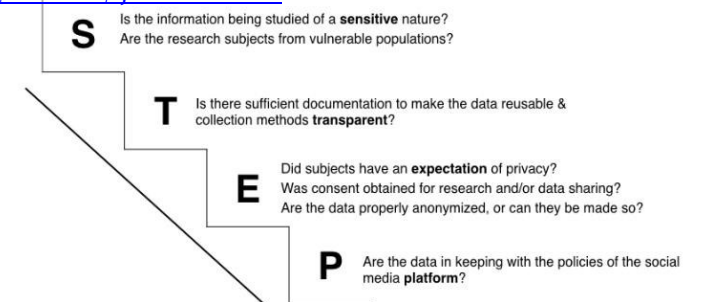 S
Is the information being studied of a sensitive nature?
Are the research subjects from vulnerable populations?
T
Is there sufficient documentation to make the data reusable &
collection methods transparent?
E
Did subjects have an expectation of privacy?
Was consent obtained for research and/or data sharing?
Are the data properly anonymized, or can they be made so?
P
Are the data in keeping with the policies of the social
media platform?